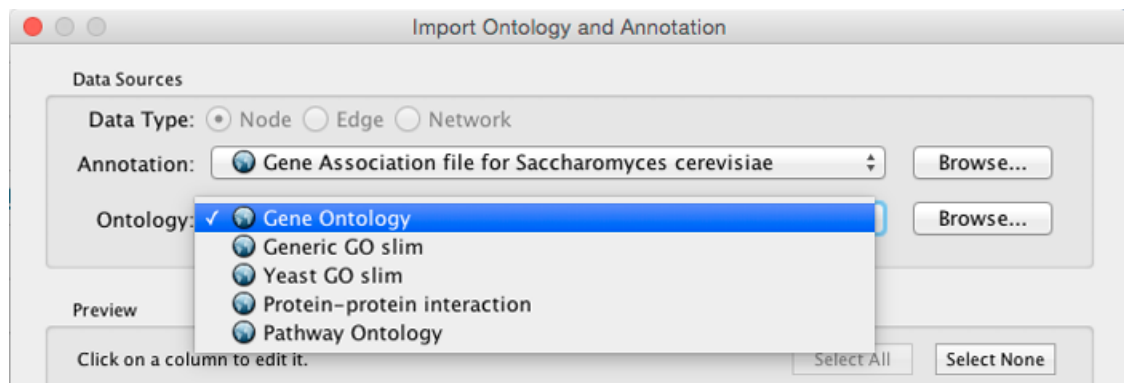 Import Ontology and Annotation
Data Sources
Data Type: Node Edge Network
Annotation: Gene Association file for Saccharomyces cerevisiae Browse...
Ontology: ✓ Gene Ontology Browse...
Generic GO slim
Yeast GO slim
Protein-protein interaction
Pathway Ontology
Preview
Click on a column to edit it. Select All Select None